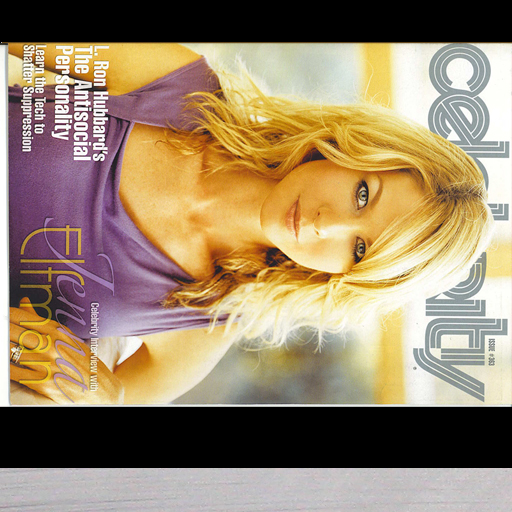 celebrity
ISSUE #363
L. Ron Hubbard's
The Antisocial
Personality
Learn the Tech to
Shatter Suppression
Celebrity Interview With
Jenna
Elfman